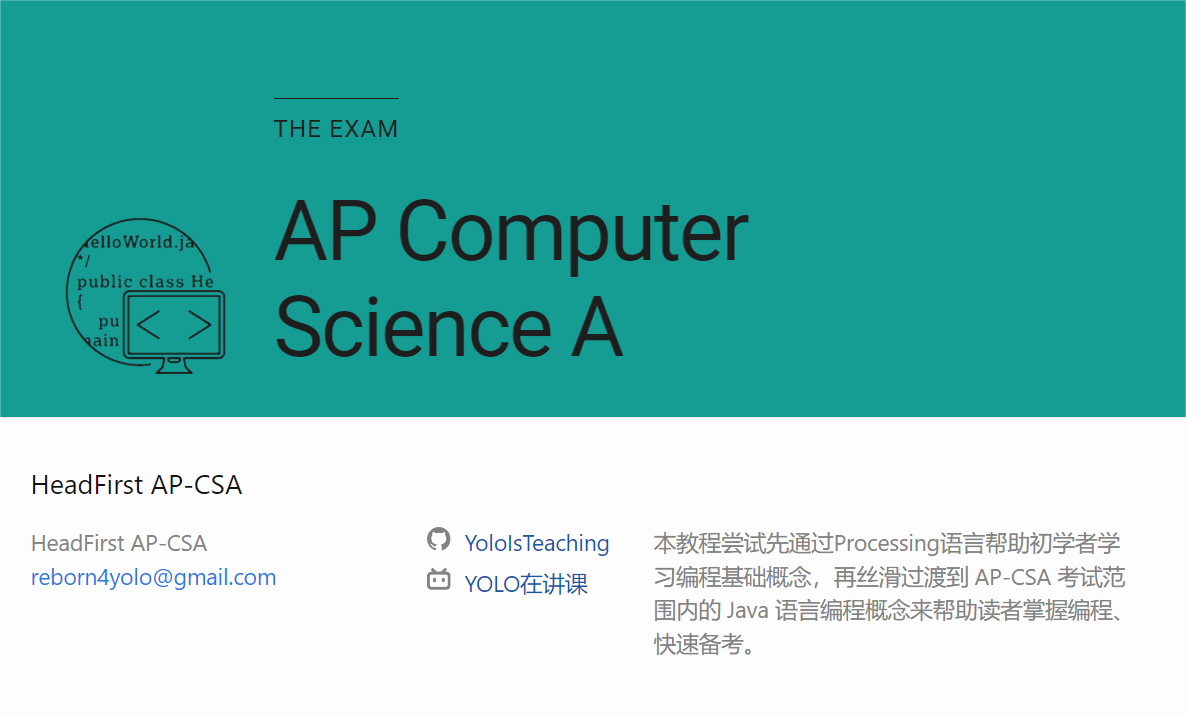 THE EXAM
AP Computer
Science A
elloWorld.ja
*/
public class He
{
pu
ain
< >
HeadFirst AP-CSA
HeadFirst AP-CSA
reborn4yolo@gmail.com
YoloIsTeaching
YOLO在讲课
本教程尝试先通过Processing语言帮助初学者学
习编程基础概念，再丝滑过渡到 AP-CSA 考试范
围内的 Java 语言编程概念来帮助读者掌握编程、
快速备考。